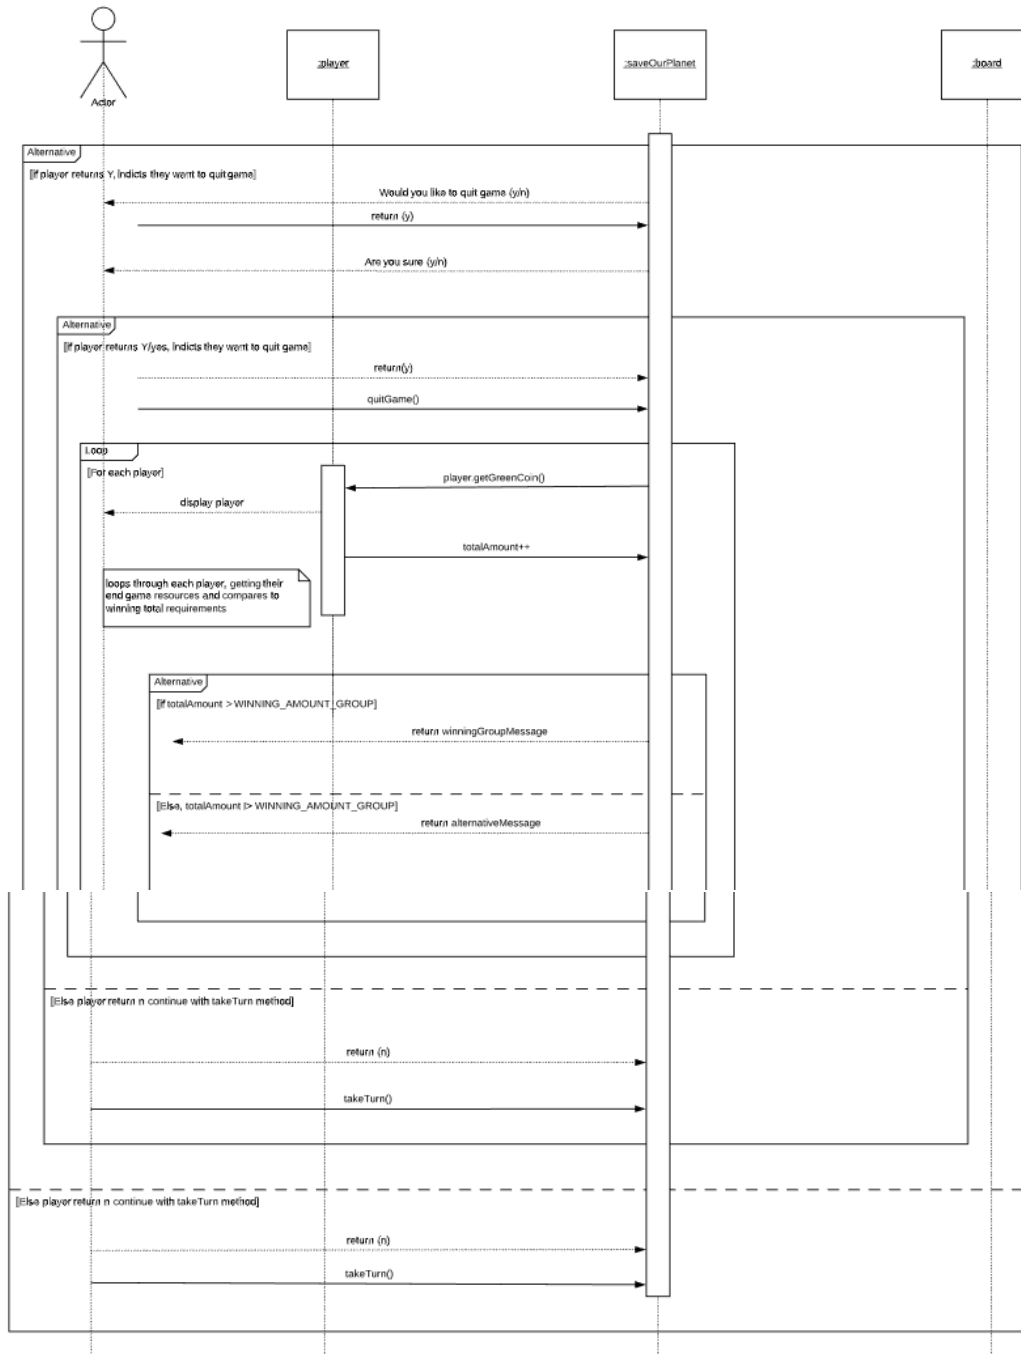 Actor
:player
:saveOurPlanet
:board
Alternative
[if player returns Y, indicts they want to quit game]
Would you like to quit game (y/n)
return (y)
Are you sure (y/n)
Alternative
[if player returns Y/yes, indicts they want to quit game]
return(y)
quitGame()
Loop
[For each player]
player.getGreenCoin()
display player
totalAmount++
loops through each player, getting their
end game resources and compares to
winning total requirements
Alternative
[if totalAmount > WINNING_AMOUNT_GROUP]
return winningGroupMessage
[Else, totalAmount !> WINNING_AMOUNT_GROUP]
return alternativeMessage
[Else player return n continue with takeTurn method]
return (n)
takeTurn()
[Else player return n continue with takeTurn method]
return (n)
takeTurn()